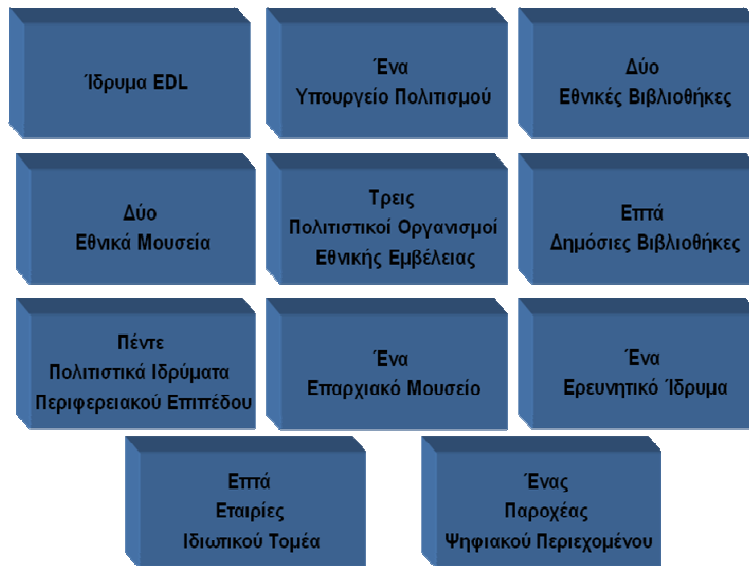 Ίδρυμα EDL
Ένα
Υπουργείο Πολιτισμού
Δύο
Εθνικές Βιβλιοθήκες
Δύο
Εθνικά Μουσεία
Τρεις
Πολιτιστικοί Οργανισμοί
Εθνικής Εμβέλειας
Επτά
Δημόσιες Βιβλιοθήκες
Πέντε
Πολιτιστικά Ιδρύματα
Περιφερειακού Επιπέδου
Ένα
Επαρχιακό Μουσείο
Ένα
Ερευνητικό Ίδρυμα
Επτά
Εταιρίες
Ιδιωτικού Τομέα
Ένας
Παροχέας
Ψηφιακού Περιεχομένου